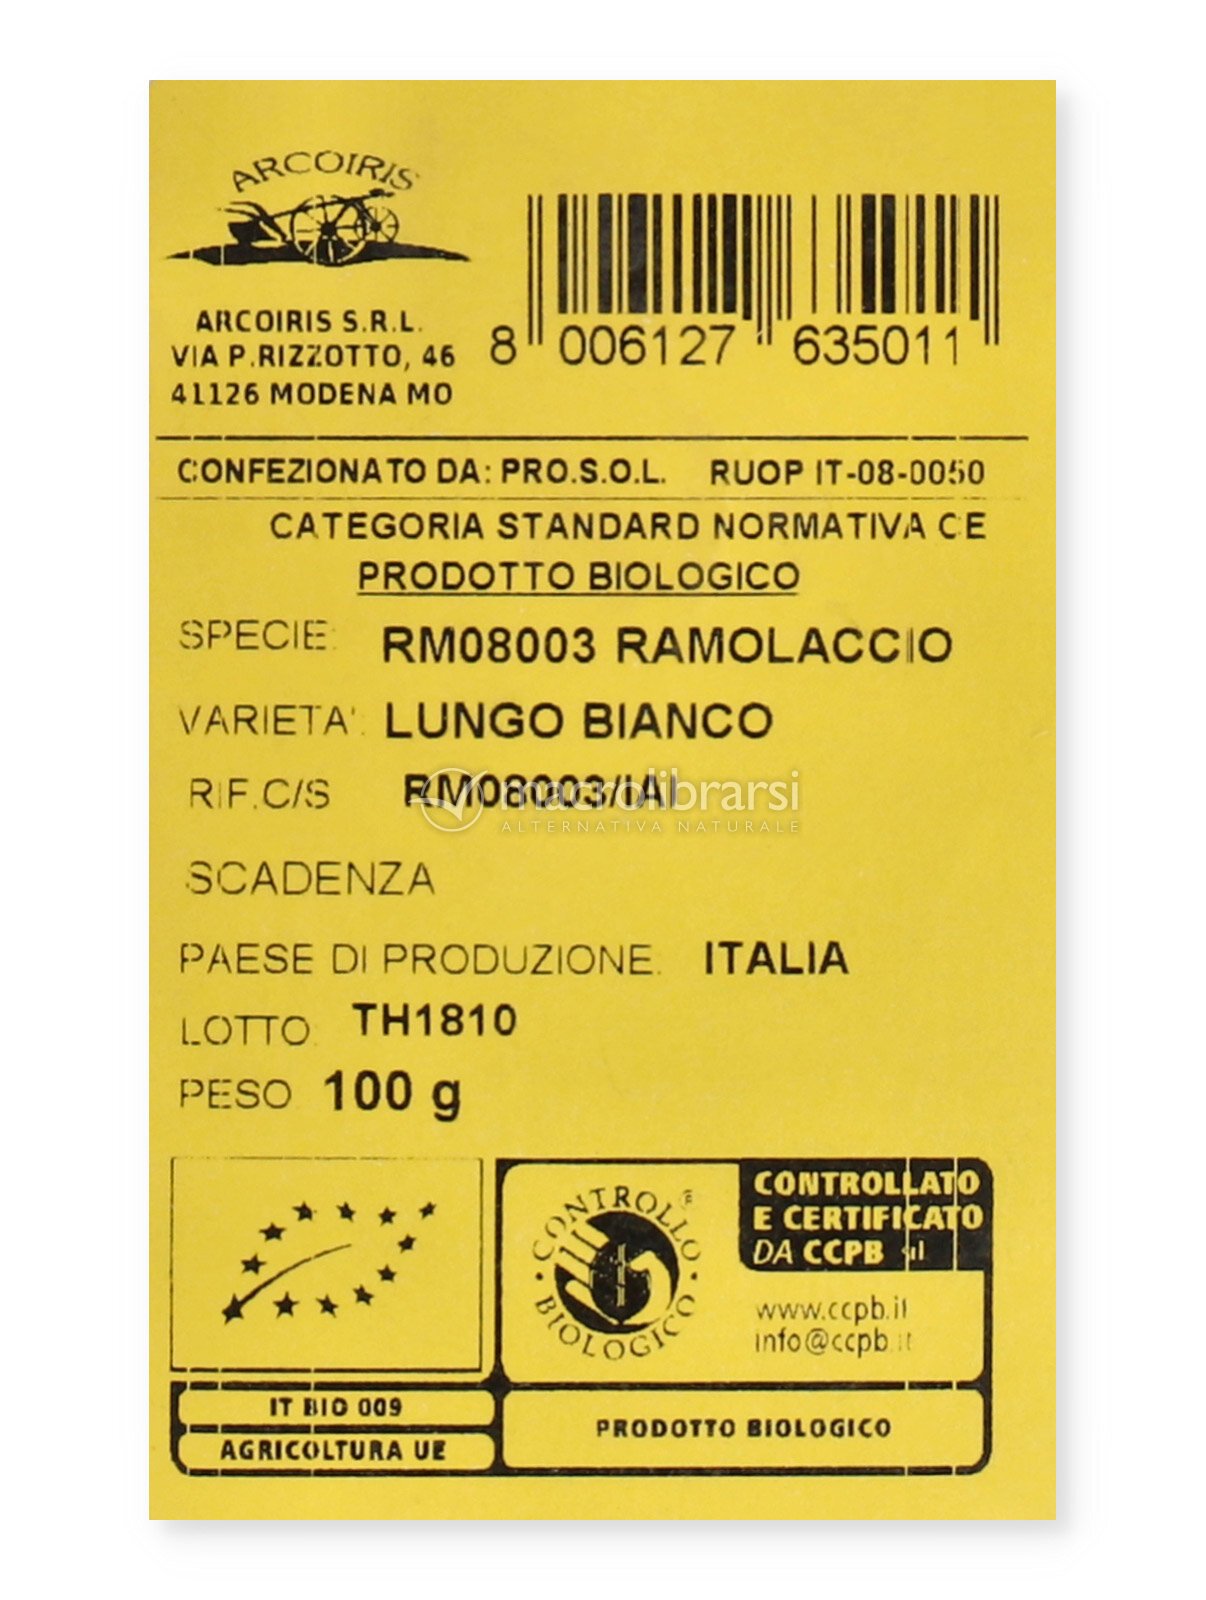 ARCOIRIS
ARCOIRIS S.R.L.
VIA P.RIZZOTTO, 46
41126 MODENA MO
8 006127 635011
CONFEZIONATO DA: PRO.S.O.L. RUOP IT-08-0050
CATEGORIA STANDARD NORMATIVA CE
PRODOTTO BIOLOGICO
SPECIE: RM08003 RAMOLACCIO
VARIETA': LUNGO BIANCO
RIF.C/S RM08003/IAI
macrolibrarsi
ALTERNATIVA NATURALE
SCADENZA
PAESE DI PRODUZIONE: ITALIA
LOTTO TH1810
PESO 100 g
CONTROLLO ®
BIOLOGICO
CONTROLLATO
E CERTIFICATO
DA CCPB srl
www.ccpb.it
info@ccpb.it
IT BIO 009
AGRICOLTURA UE
PRODOTTO BIOLOGICO